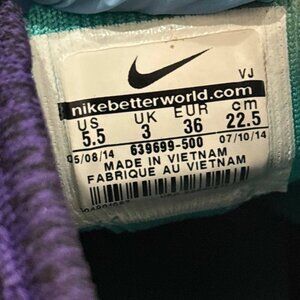 VJ
nikebetterworld.com
US UK EUR cm
5.5 3 36 22.5
05/08/14 639699-500 07/10/14
MADE IN VIETNAM
FABRIQUE AU VIETNAM